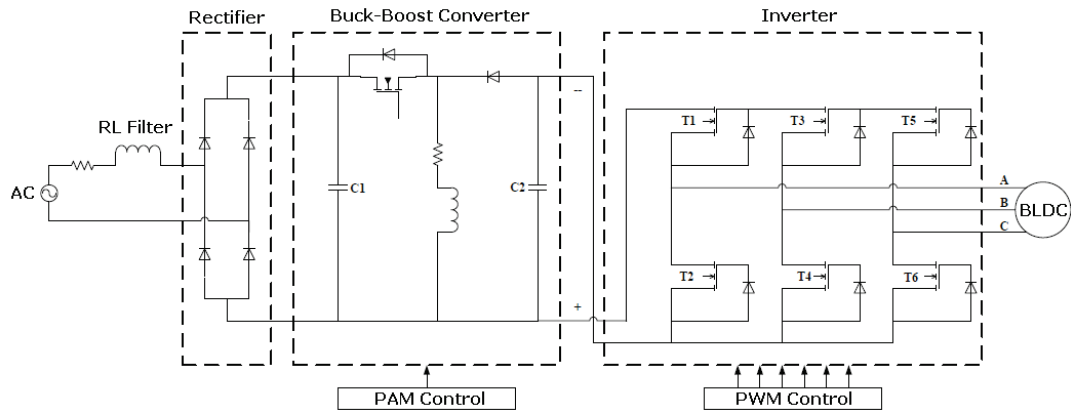 Rectifier
Buck-Boost Converter
Inverter
RL Filter
AC
C1
C2
--
+
T1
T3
T5
T2
T4
T6
A
B
C
BLDC
PAM Control
PWM Control